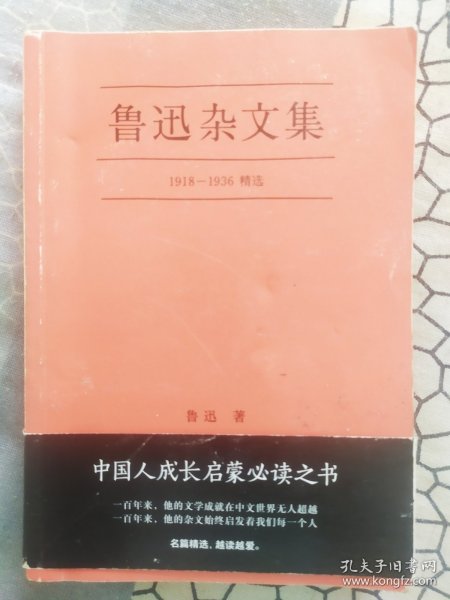 鲁迅杂文集
1918－1936 精选
鲁迅 著
中国人成长启蒙必读之书
一百年来，他的文学成就在中文世界无人超越
一百年来，他的杂文始终启发着我们每一个人
名篇精选，越读越爱。
孔夫子旧书网
www.kongfz.com